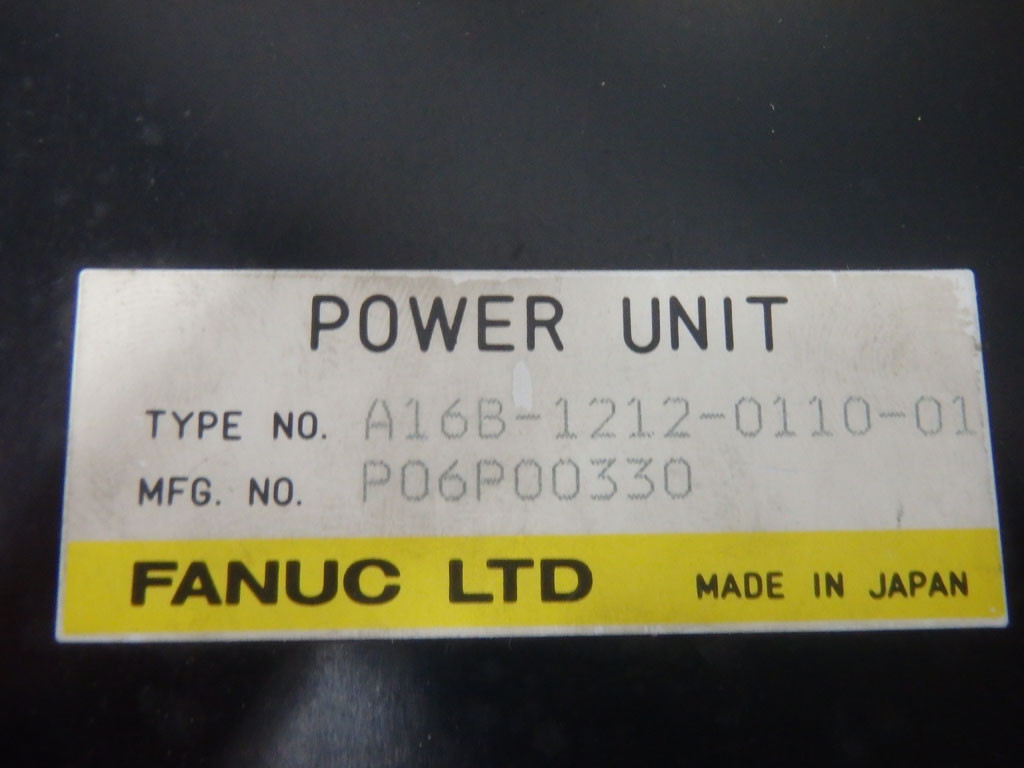 POWER UNIT
TYPE NO. A16B-1212-0110-01
MFG. NO. P06P00330
FANUC LTD MADE IN JAPAN